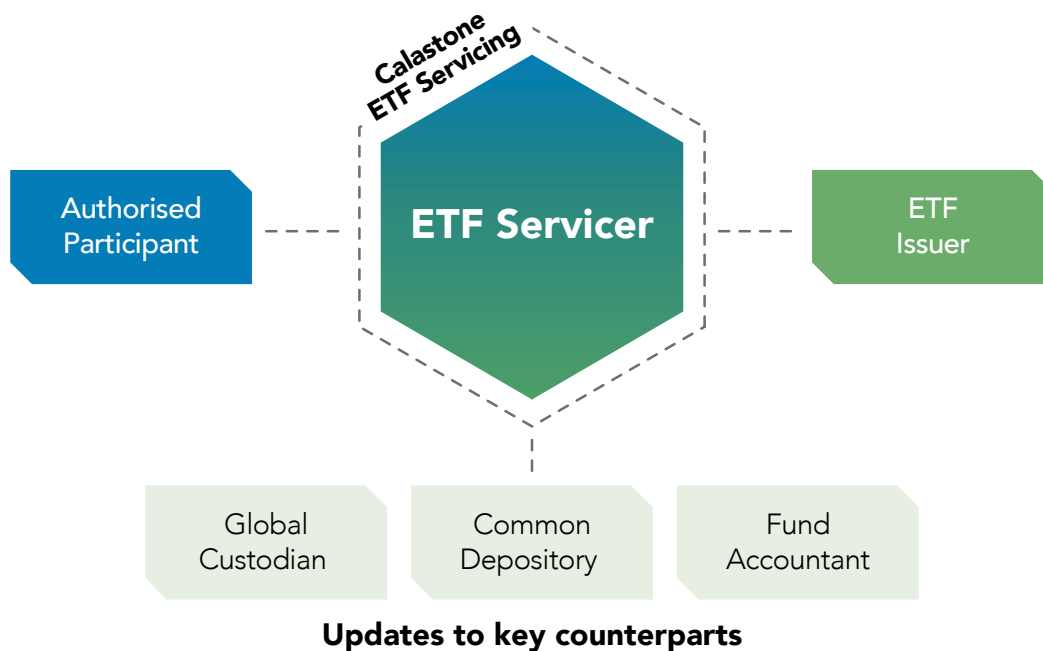 Calastone
ETF Servicing
ETF Servicer
Authorised
Participant
ETF
Issuer
Global
Custodian
Common
Depository
Fund
Accountant
Updates to key counterparts